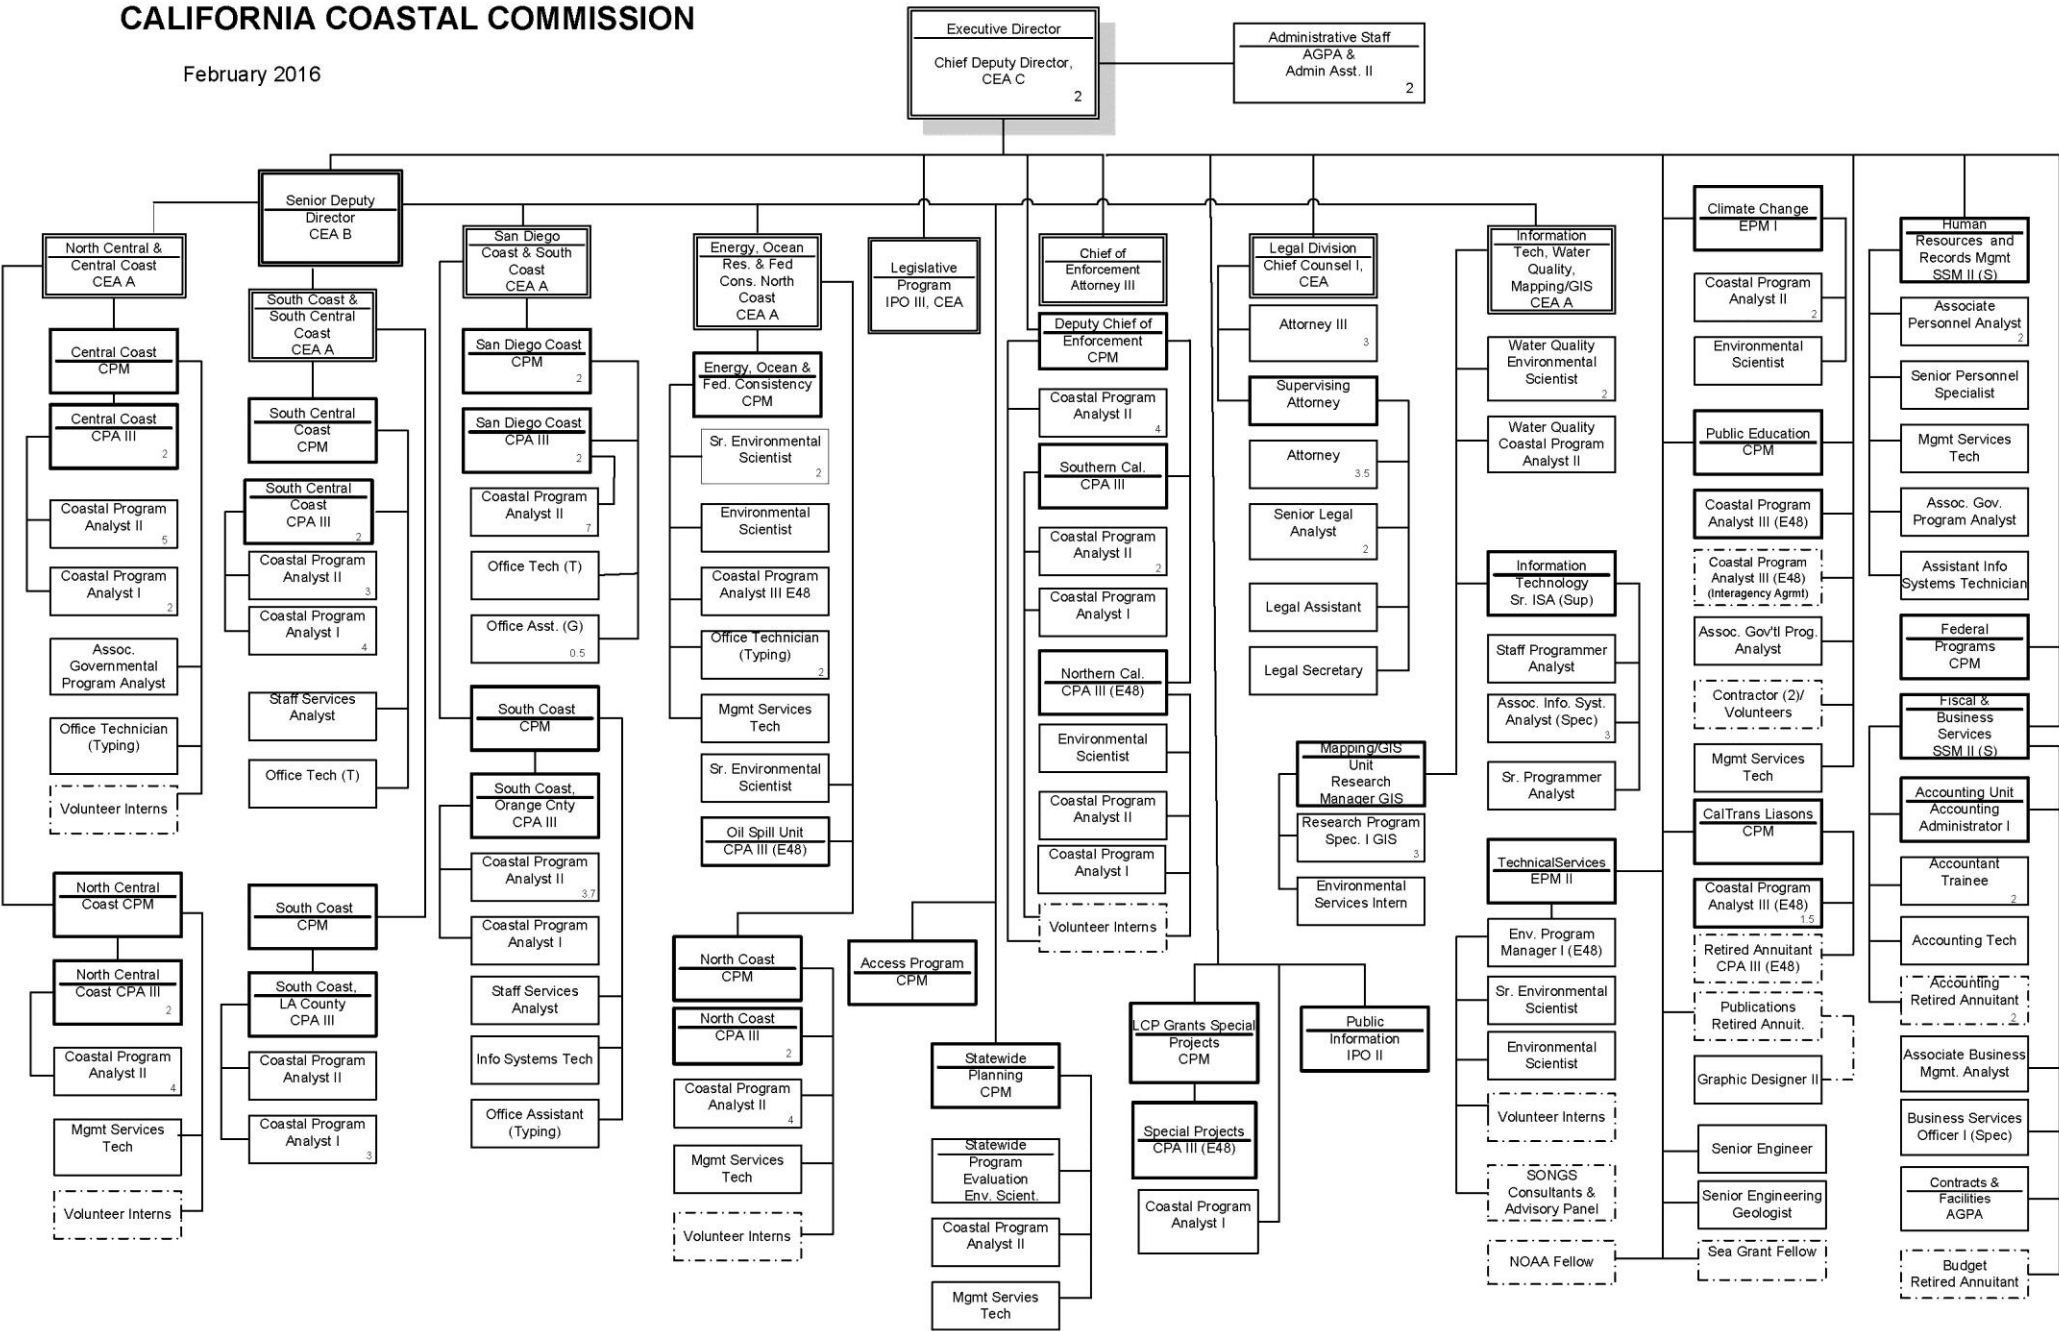 CALIFORNIA COASTAL COMMISSION
February 2016
Executive Director
Chief Deputy Director,
CEA C
2
Administrative Staff
AGPA &
Admin Asst. II
2
Senior Deputy
Director
CEA B
North Central &
Central Coast
CEA A
Central Coast
CPM
Central Coast
CPA III
2
Coastal Program
Analyst II
5
Coastal Program
Analyst I
2
Assoc.
Governmental
Program Analyst
Office Technician
(Typing)
Volunteer Interns
North Central
Coast CPM
North Central
Coast CPA III
2
Coastal Program
Analyst II
4
Mgmt Services
Tech
Volunteer Interns
South Coast &
South Central
Coast
CEA A
South Central
Coast
CPM
South Central
Coast
CPA III
2
Coastal Program
Analyst II
3
Coastal Program
Analyst I
4
Staff Services
Analyst
Office Tech (T)
South Coast
CPM
South Coast,
LA County
CPA III
Coastal Program
Analyst II
Coastal Program
Analyst I
3
San Diego
Coast & South
Coast
CEA A
San Diego Coast
CPM
2
San Diego Coast
CPA III
2
Coastal Program
Analyst II
7
Office Tech (T)
Office Asst. (G)
0.5
South Coast
CPM
South Coast,
Orange Cnty
CPA III
Coastal Program
Analyst II
3.7
Coastal Program
Analyst I
Staff Services
Analyst
Info Systems Tech
Office Assistant
(Typing)
Energy, Ocean
Res. & Fed
Cons. North
Coast
CEA A
Energy, Ocean &
Fed. Consistency
CPM
Sr. Environmental
Scientist
2
Environmental
Scientist
Coastal Program
Analyst III E48
Office Technician
(Typing)
2
Mgmt Services
Tech
Sr. Environmental
Scientist
Oil Spill Unit
CPA III (E48)
North Coast
CPM
North Coast
CPA III
2
Coastal Program
Analyst II
4
Mgmt Services
Tech
Volunteer Interns
Legislative
Program
IPO III, CEA
Access Program
CPM
Statewide
Planning
CPM
Statewide
Program
Evaluation
Env. Scient.
Coastal Program
Analyst II
Mgmt Servies
Tech
Chief of
Enforcement
Attorney III
Deputy Chief of
Enforcement
CPM
Coastal Program
Analyst II
4
Southern Cal.
CPA III
Coastal Program
Analyst II
2
Coastal Program
Analyst I
Northern Cal.
CPA III (E48)
Environmental
Scientist
Coastal Program
Analyst II
Coastal Program
Analyst I
Volunteer Interns
LCP Grants Special
Projects
CPM
Special Projects
CPA III (E48)
Coastal Program
Analyst I
Public
Information
IPO II
Legal Division
Chief Counsel I,
CEA
Attorney III
3
Supervising
Attorney
Attorney
3.5
Senior Legal
Analyst
2
Legal Assistant
Legal Secretary
Mapping/GIS
Unit
Research
Manager GIS
Research Program
Spec. I GIS
3
Environmental
Services Intern
Information
Tech, Water
Quality,
Mapping/GIS
CEA A
Water Quality
Environmental
Scientist
2
Water Quality
Coastal Program
Analyst II
Information
Technology
Sr. ISA (Sup)
Staff Programmer
Analyst
Assoc. Info. Syst.
Analyst (Spec)
3
Sr. Programmer
Analyst
TechnicalServices
EPM II
Env. Program
Manager I (E48)
Sr. Environmental
Scientist
Environmental
Scientist
Volunteer Interns
SONGS
Consultants &
Advisory Panel
NOAA Fellow
Climate Change
EPM I
Coastal Program
Analyst II
2
Environmental
Scientist
Public Education
CPM
Coastal Program
Analyst III (E48)
Coastal Program
Analyst III (E48)
(Interagency Agrmt)
Assoc. Gov'tl Prog.
Analyst
Contractor (2)/
Volunteers
Mgmt Services
Tech
CalTrans Liasons
CPM
Coastal Program
Analyst III (E48)
1.5
Retired Annuitant
CPA III (E48)
Publications
Retired Annuit.
Graphic Designer II
Senior Engineer
Senior Engineering
Geologist
Sea Grant Fellow
Human
Resources and
Records Mgmt
SSM II (S)
Associate
Personnel Analyst
2
Senior Personnel
Specialist
Mgmt Services
Tech
Assoc. Gov.
Program Analyst
Assistant Info
Systems Technician
Federal
Programs
CPM
Fiscal &
Business
Services
SSM II (S)
Accounting Unit
Accounting
Administrator I
Accountant
Trainee
2
Accounting Tech
Accounting
Retired Annuitant
2
Associate Business
Mgmt. Analyst
Business Services
Officer I (Spec)
Contracts &
Facilities
AGPA
Budget
Retired Annuitant